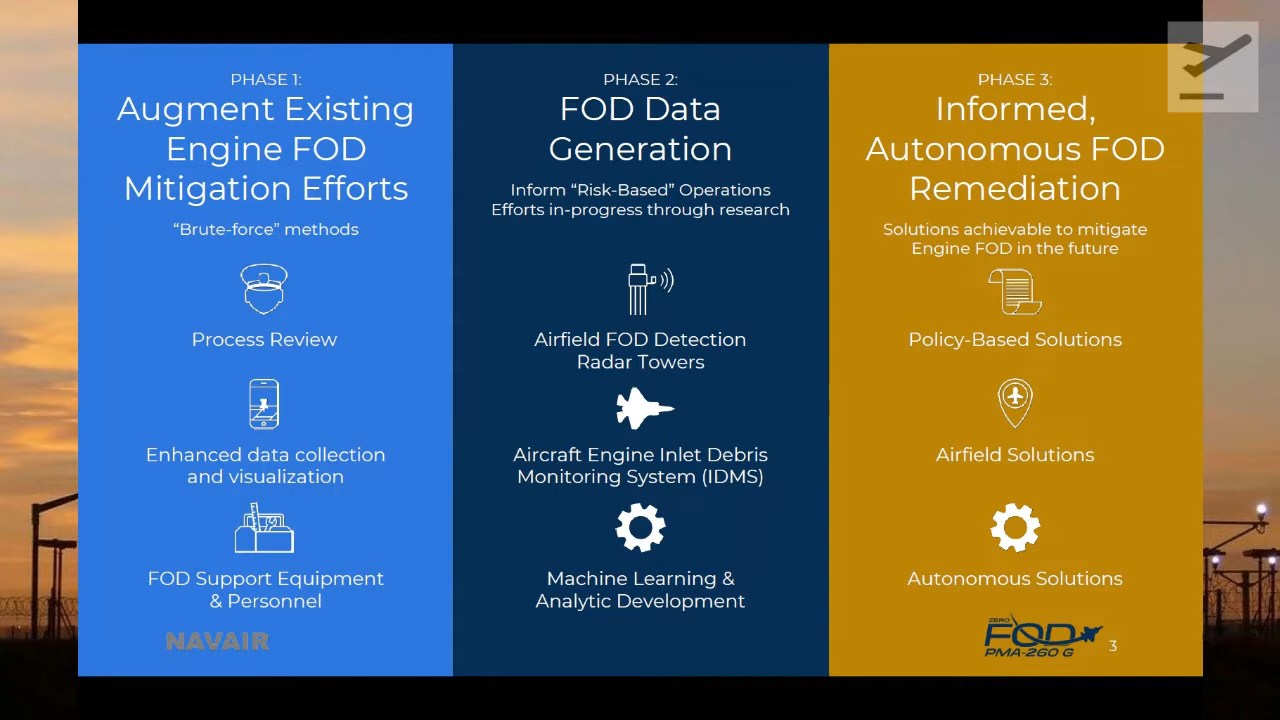 PHASE 1:
Augment Existing
Engine FOD
Mitigation Efforts
“Brute-force” methods
Process Review
Enhanced data collection
and visualization
FOD Support Equipment
& Personnel
NAVAIR
PHASE 2:
FOD Data
Generation
Inform “Risk-Based” Operations
Efforts in-progress through research
Airfield FOD Detection
Radar Towers
Aircraft Engine Inlet Debris
Monitoring System (IDMS)
Machine Learning &
Analytic Development
PHASE 3:
Informed,
Autonomous FOD
Remediation
Solutions achievable to mitigate
Engine FOD in the future
Policy-Based Solutions
Airfield Solutions
Autonomous Solutions
ZERO
FOD
PMA-260 G
3